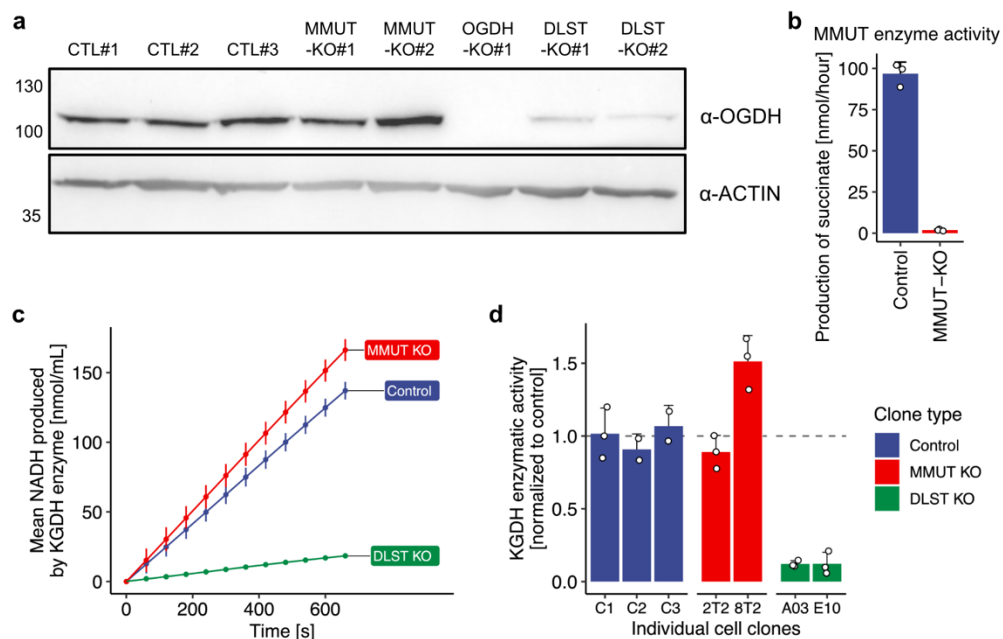 a
CTL#1 CTL#2 CTL#3 MMUT -KO#1 MMUT -KO#2 OGDH -KO#1 DLST -KO#1 DLST -KO#2
130
100
α-OGDH
35
α-ACTIN
b
MMUT enzyme activity
Production of succinate [nmol/hour]
100
75
50
25
0
Control
MMUT-KO
c
Mean NADH produced
by KGDH enzyme [nmol/mL]
150
100
50
0
MMUT KO
Control
DLST KO
0 200 400 600
Time [s]
d
KGDH enzymatic activity
[normalized to control]
1.5
1.0
0.5
0.0
C1 C2 C3 2T2 8T2 A03 E10
Individual cell clones
Clone type
Control
MMUT KO
DLST KO